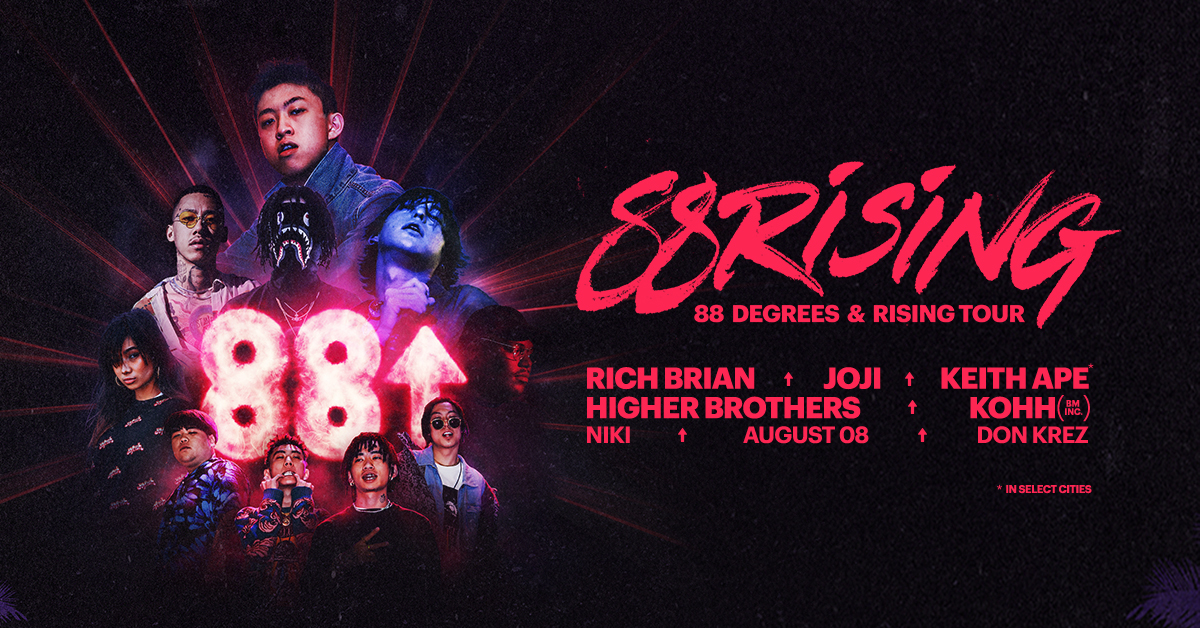 88↑
88RISING
88 DEGREES & RISING TOUR
RICH BRIAN ↑ JOJI ↑ KEITH APE*
HIGHER BROTHERS ↑ KOHH (BM INC.)
NIKI ↑ AUGUST 08 ↑ DON KREZ
* IN SELECT CITIES